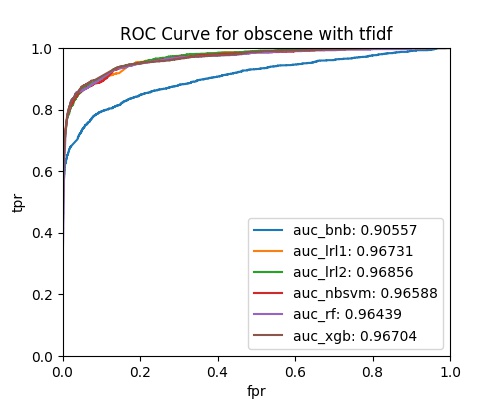 ROC Curve for obscene with tfidf
1.0
0.8
0.6
0.4
0.2
0.0
tpr
auc_bnb: 0.90557
auc_lrl1: 0.96731
auc_lrl2: 0.96856
auc_nbsvm: 0.96588
auc_rf: 0.96439
auc_xgb: 0.96704
0.0 0.2 0.4 0.6 0.8 1.0
fpr